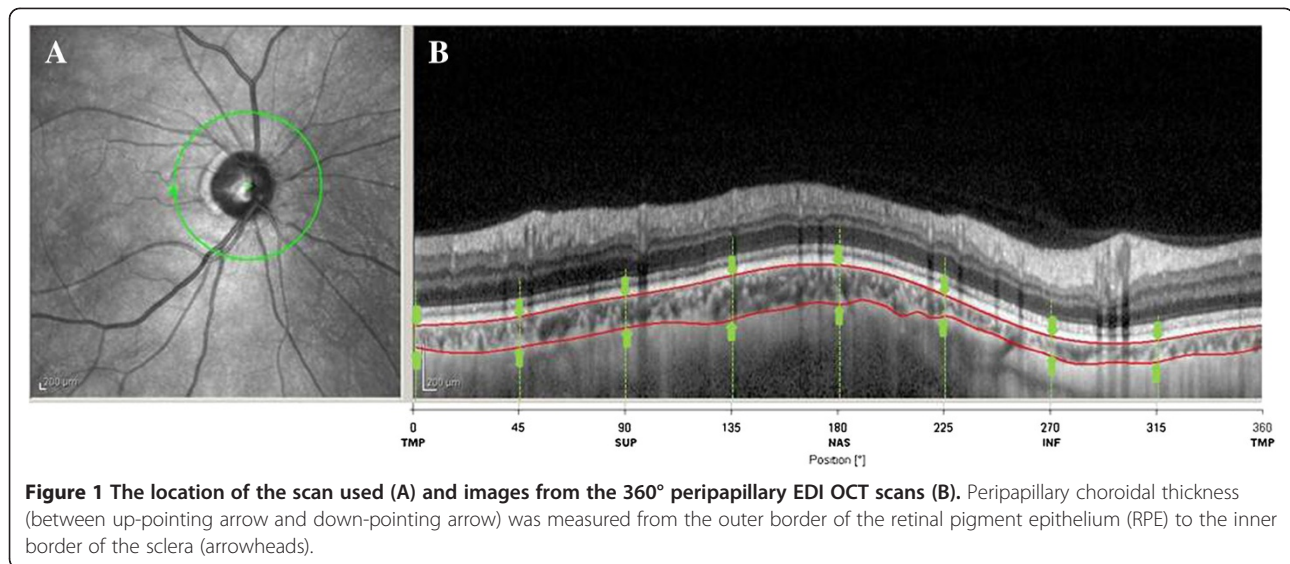 A
B
200 µm
200 µm
0 45 90 135 180 225 270 315 360
TMP SUP NAS INF TMP
Position [°]
Figure 1 The location of the scan used (A) and images from the 360° peripapillary EDI OCT scans (B). Peripapillary choroidal thickness
(between up-pointing arrow and down-pointing arrow) was measured from the outer border of the retinal pigment epithelium (RPE) to the inner
border of the sclera (arrowheads).